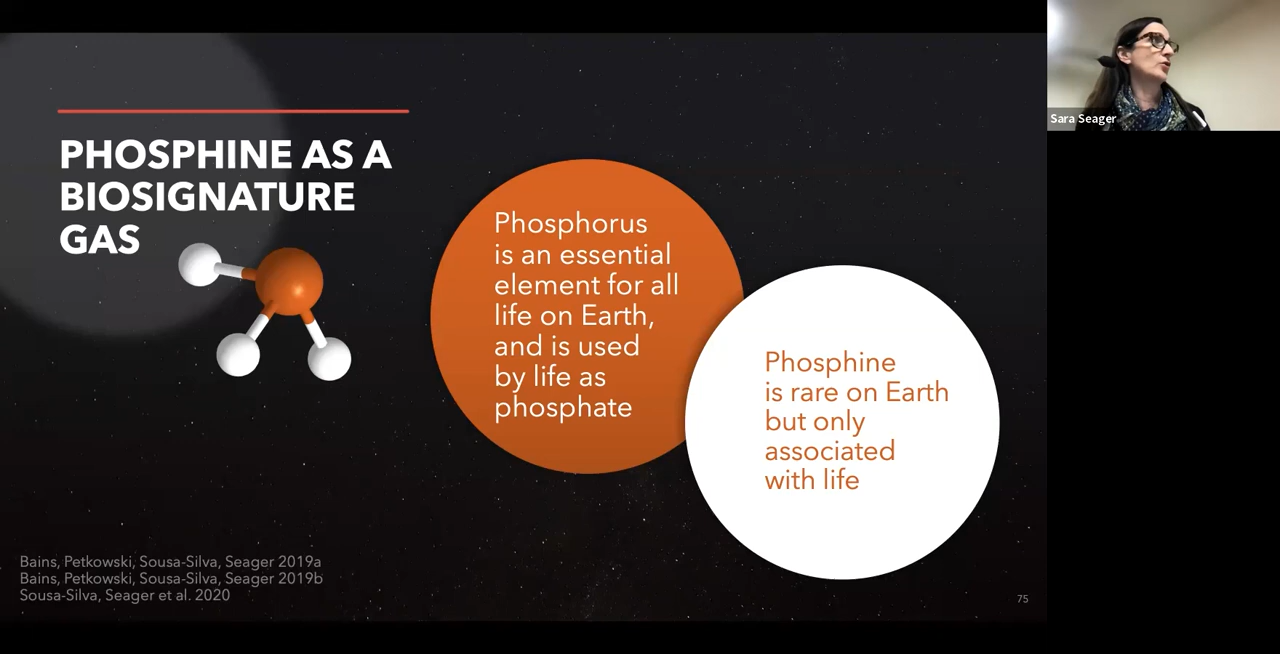 PHOSPHINE AS A
BIOSIGNATURE
GAS
Phosphorus
is an essential
element for all
life on Earth,
and is used
by life as
phosphate
Phosphine
is rare on Earth
but only
associated
with life
Bains, Petkowski, Sousa-Silva, Seager 2019a
Bains, Petkowski, Sousa-Silva, Seager 2019b
Sousa-Silva, Seager et al. 2020
75
Sara Seager